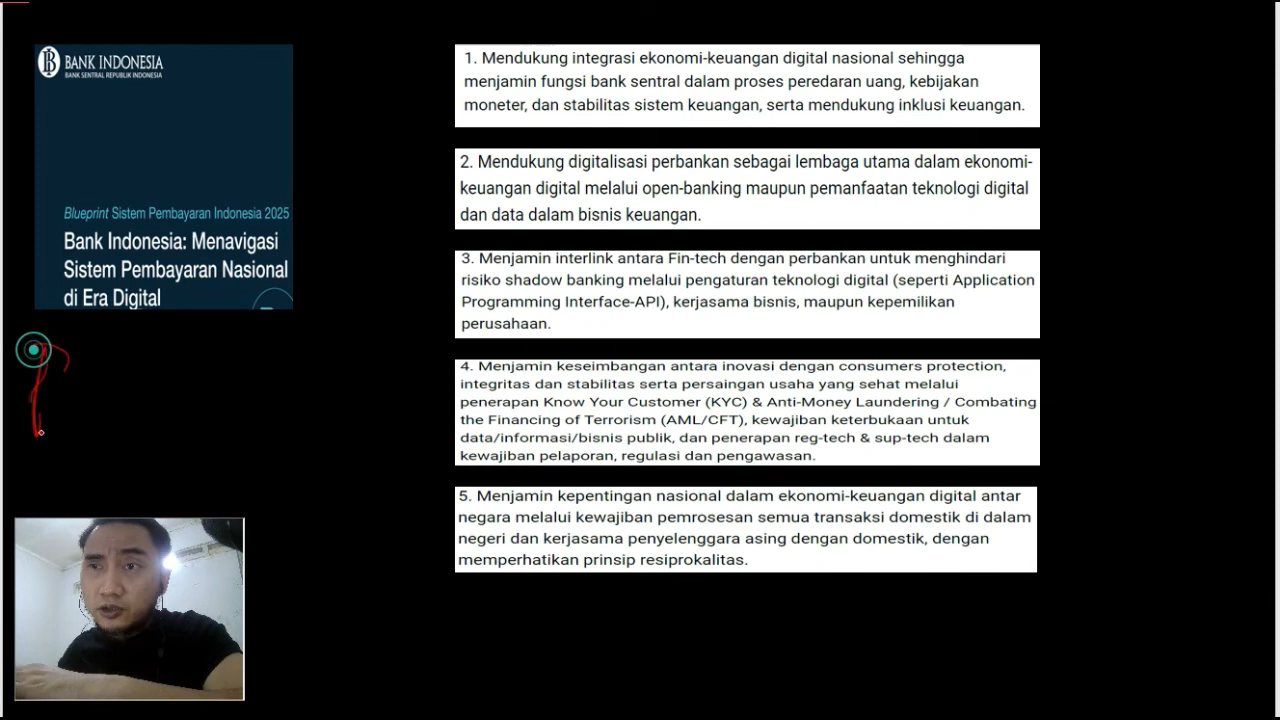 BANK INDONESIA
BANK SENTRAL REPUBLIK INDONESIA
Blueprint Sistem Pembayaran Indonesia 2025
Bank Indonesia: Menavigasi
Sistem Pembayaran Nasional
di Era Digital
1. Mendukung integrasi ekonomi-keuangan digital nasional sehingga
menjamin fungsi bank sentral dalam proses peredaran uang, kebijakan
moneter, dan stabilitas sistem keuangan, serta mendukung inklusi keuangan.
2. Mendukung digitalisasi perbankan sebagai lembaga utama dalam ekonomi-
keuangan digital melalui open-banking maupun pemanfaatan teknologi digital
dan data dalam bisnis keuangan.
3. Menjamin interlink antara Fin-tech dengan perbankan untuk menghindari
risiko shadow banking melalui pengaturan teknologi digital (seperti Application
Programming Interface-API), kerjasama bisnis, maupun kepemilikan
perusahaan.
4. Menjamin keseimbangan antara inovasi dengan consumers protection,
integritas dan stabilitas serta persaingan usaha yang sehat melalui
penerapan Know Your Customer (KYC) & Anti-Money Laundering / Combating
the Financing of Terrorism (AML/CFT), kewajiban keterbukaan untuk
data/informasi/bisnis publik, dan penerapan reg-tech & sup-tech dalam
kewajiban pelaporan, regulasi dan pengawasan.
5. Menjamin kepentingan nasional dalam ekonomi-keuangan digital antar
negara melalui kewajiban pemrosesan semua transaksi domestik di dalam
negeri dan kerjasama penyelenggara asing dengan domestik, dengan
memperhatikan prinsip resiprokalitas.